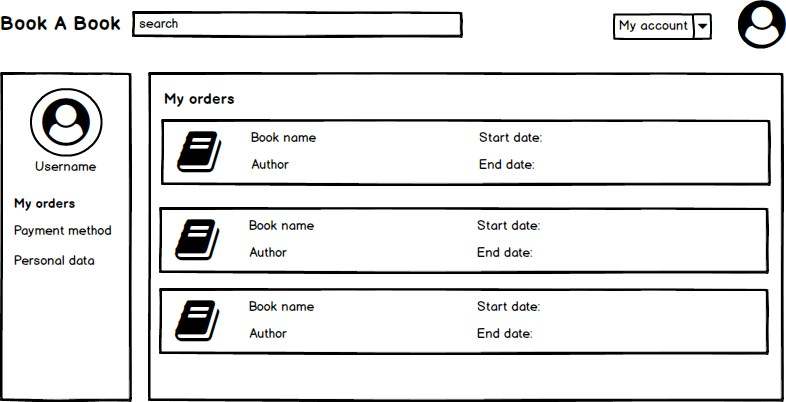 Book A Book
search
My account
Username
My orders
Payment method
Personal data
My orders
Book name
Start date:
Author
End date:
Book name
Start date:
Author
End date:
Book name
Start date:
Author
End date: